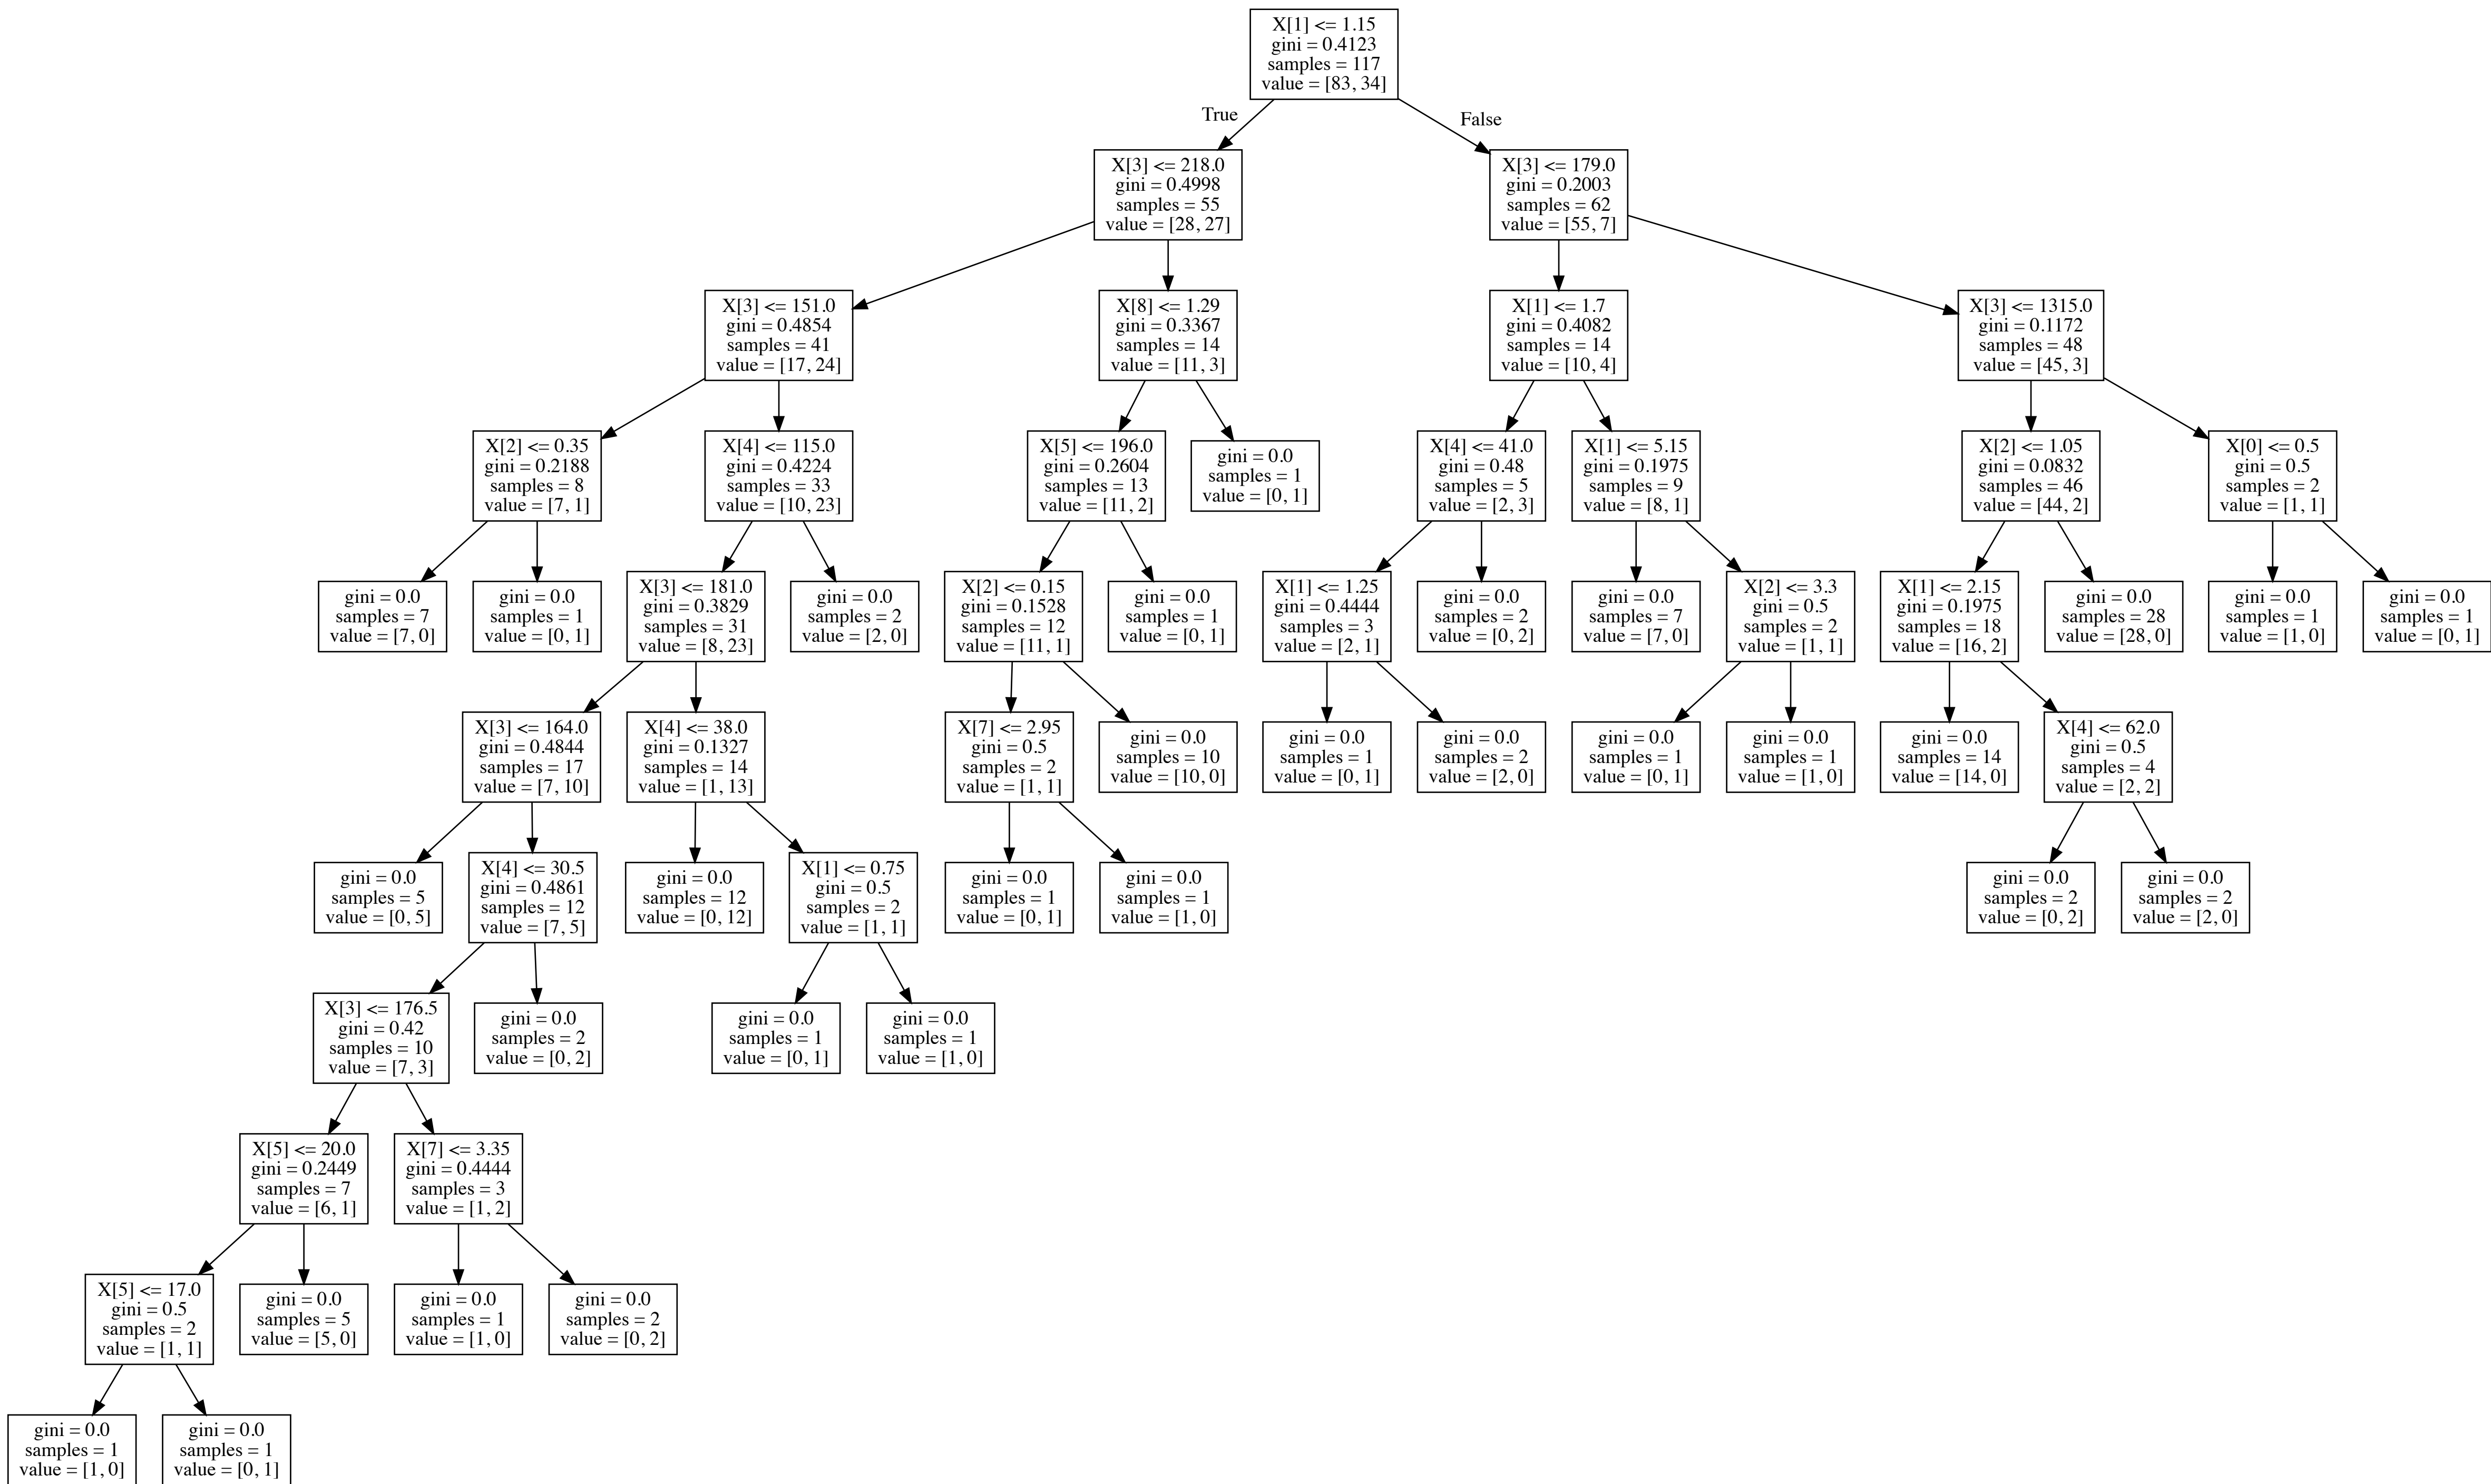 X[1] <= 1.15
gini = 0.4123
samples = 117
value = [83, 34]
True
False
X[3] <= 218.0
gini = 0.4998
samples = 55
value = [28, 27]
X[3] <= 179.0
gini = 0.2003
samples = 62
value = [55, 7]
X[3] <= 151.0
gini = 0.4854
samples = 41
value = [17, 24]
X[8] <= 1.29
gini = 0.3367
samples = 14
value = [11, 3]
X[1] <= 1.7
gini = 0.4082
samples = 14
value = [10, 4]
X[3] <= 1315.0
gini = 0.1172
samples = 48
value = [45, 3]
X[2] <= 0.35
gini = 0.2188
samples = 8
value = [7, 1]
X[4] <= 115.0
gini = 0.4224
samples = 33
value = [10, 23]
X[5] <= 196.0
gini = 0.2604
samples = 13
value = [11, 2]
gini = 0.0
samples = 1
value = [0, 1]
X[4] <= 41.0
gini = 0.48
samples = 5
value = [2, 3]
X[1] <= 5.15
gini = 0.1975
samples = 9
value = [8, 1]
X[2] <= 1.05
gini = 0.0832
samples = 46
value = [44, 2]
X[0] <= 0.5
gini = 0.5
samples = 2
value = [1, 1]
gini = 0.0
samples = 7
value = [7, 0]
gini = 0.0
samples = 1
value = [0, 1]
X[3] <= 181.0
gini = 0.3829
samples = 31
value = [8, 23]
gini = 0.0
samples = 2
value = [2, 0]
X[2] <= 0.15
gini = 0.1528
samples = 12
value = [11, 1]
gini = 0.0
samples = 1
value = [0, 1]
X[1] <= 1.25
gini = 0.4444
samples = 3
value = [2, 1]
gini = 0.0
samples = 2
value = [0, 2]
gini = 0.0
samples = 7
value = [7, 0]
X[2] <= 3.3
gini = 0.5
samples = 2
value = [1, 1]
X[1] <= 2.15
gini = 0.1975
samples = 18
value = [16, 2]
gini = 0.0
samples = 28
value = [28, 0]
gini = 0.0
samples = 1
value = [1, 0]
gini = 0.0
samples = 1
value = [0, 1]
X[3] <= 164.0
gini = 0.4844
samples = 17
value = [7, 10]
X[4] <= 38.0
gini = 0.1327
samples = 14
value = [1, 13]
X[7] <= 2.95
gini = 0.5
samples = 2
value = [1, 1]
gini = 0.0
samples = 10
value = [10, 0]
gini = 0.0
samples = 1
value = [0, 1]
gini = 0.0
samples = 2
value = [2, 0]
gini = 0.0
samples = 1
value = [0, 1]
gini = 0.0
samples = 1
value = [1, 0]
gini = 0.0
samples = 14
value = [14, 0]
X[4] <= 62.0
gini = 0.5
samples = 4
value = [2, 2]
gini = 0.0
samples = 5
value = [0, 5]
X[4] <= 30.5
gini = 0.4861
samples = 12
value = [7, 5]
gini = 0.0
samples = 12
value = [0, 12]
X[1] <= 0.75
gini = 0.5
samples = 2
value = [1, 1]
gini = 0.0
samples = 1
value = [0, 1]
gini = 0.0
samples = 1
value = [1, 0]
gini = 0.0
samples = 2
value = [0, 2]
gini = 0.0
samples = 2
value = [2, 0]
X[3] <= 176.5
gini = 0.42
samples = 10
value = [7, 3]
gini = 0.0
samples = 2
value = [0, 2]
gini = 0.0
samples = 1
value = [0, 1]
gini = 0.0
samples = 1
value = [1, 0]
X[5] <= 20.0
gini = 0.2449
samples = 7
value = [6, 1]
X[7] <= 3.35
gini = 0.4444
samples = 3
value = [1, 2]
X[5] <= 17.0
gini = 0.5
samples = 2
value = [1, 1]
gini = 0.0
samples = 5
value = [5, 0]
gini = 0.0
samples = 1
value = [1, 0]
gini = 0.0
samples = 2
value = [0, 2]
gini = 0.0
samples = 1
value = [1, 0]
gini = 0.0
samples = 1
value = [0, 1]